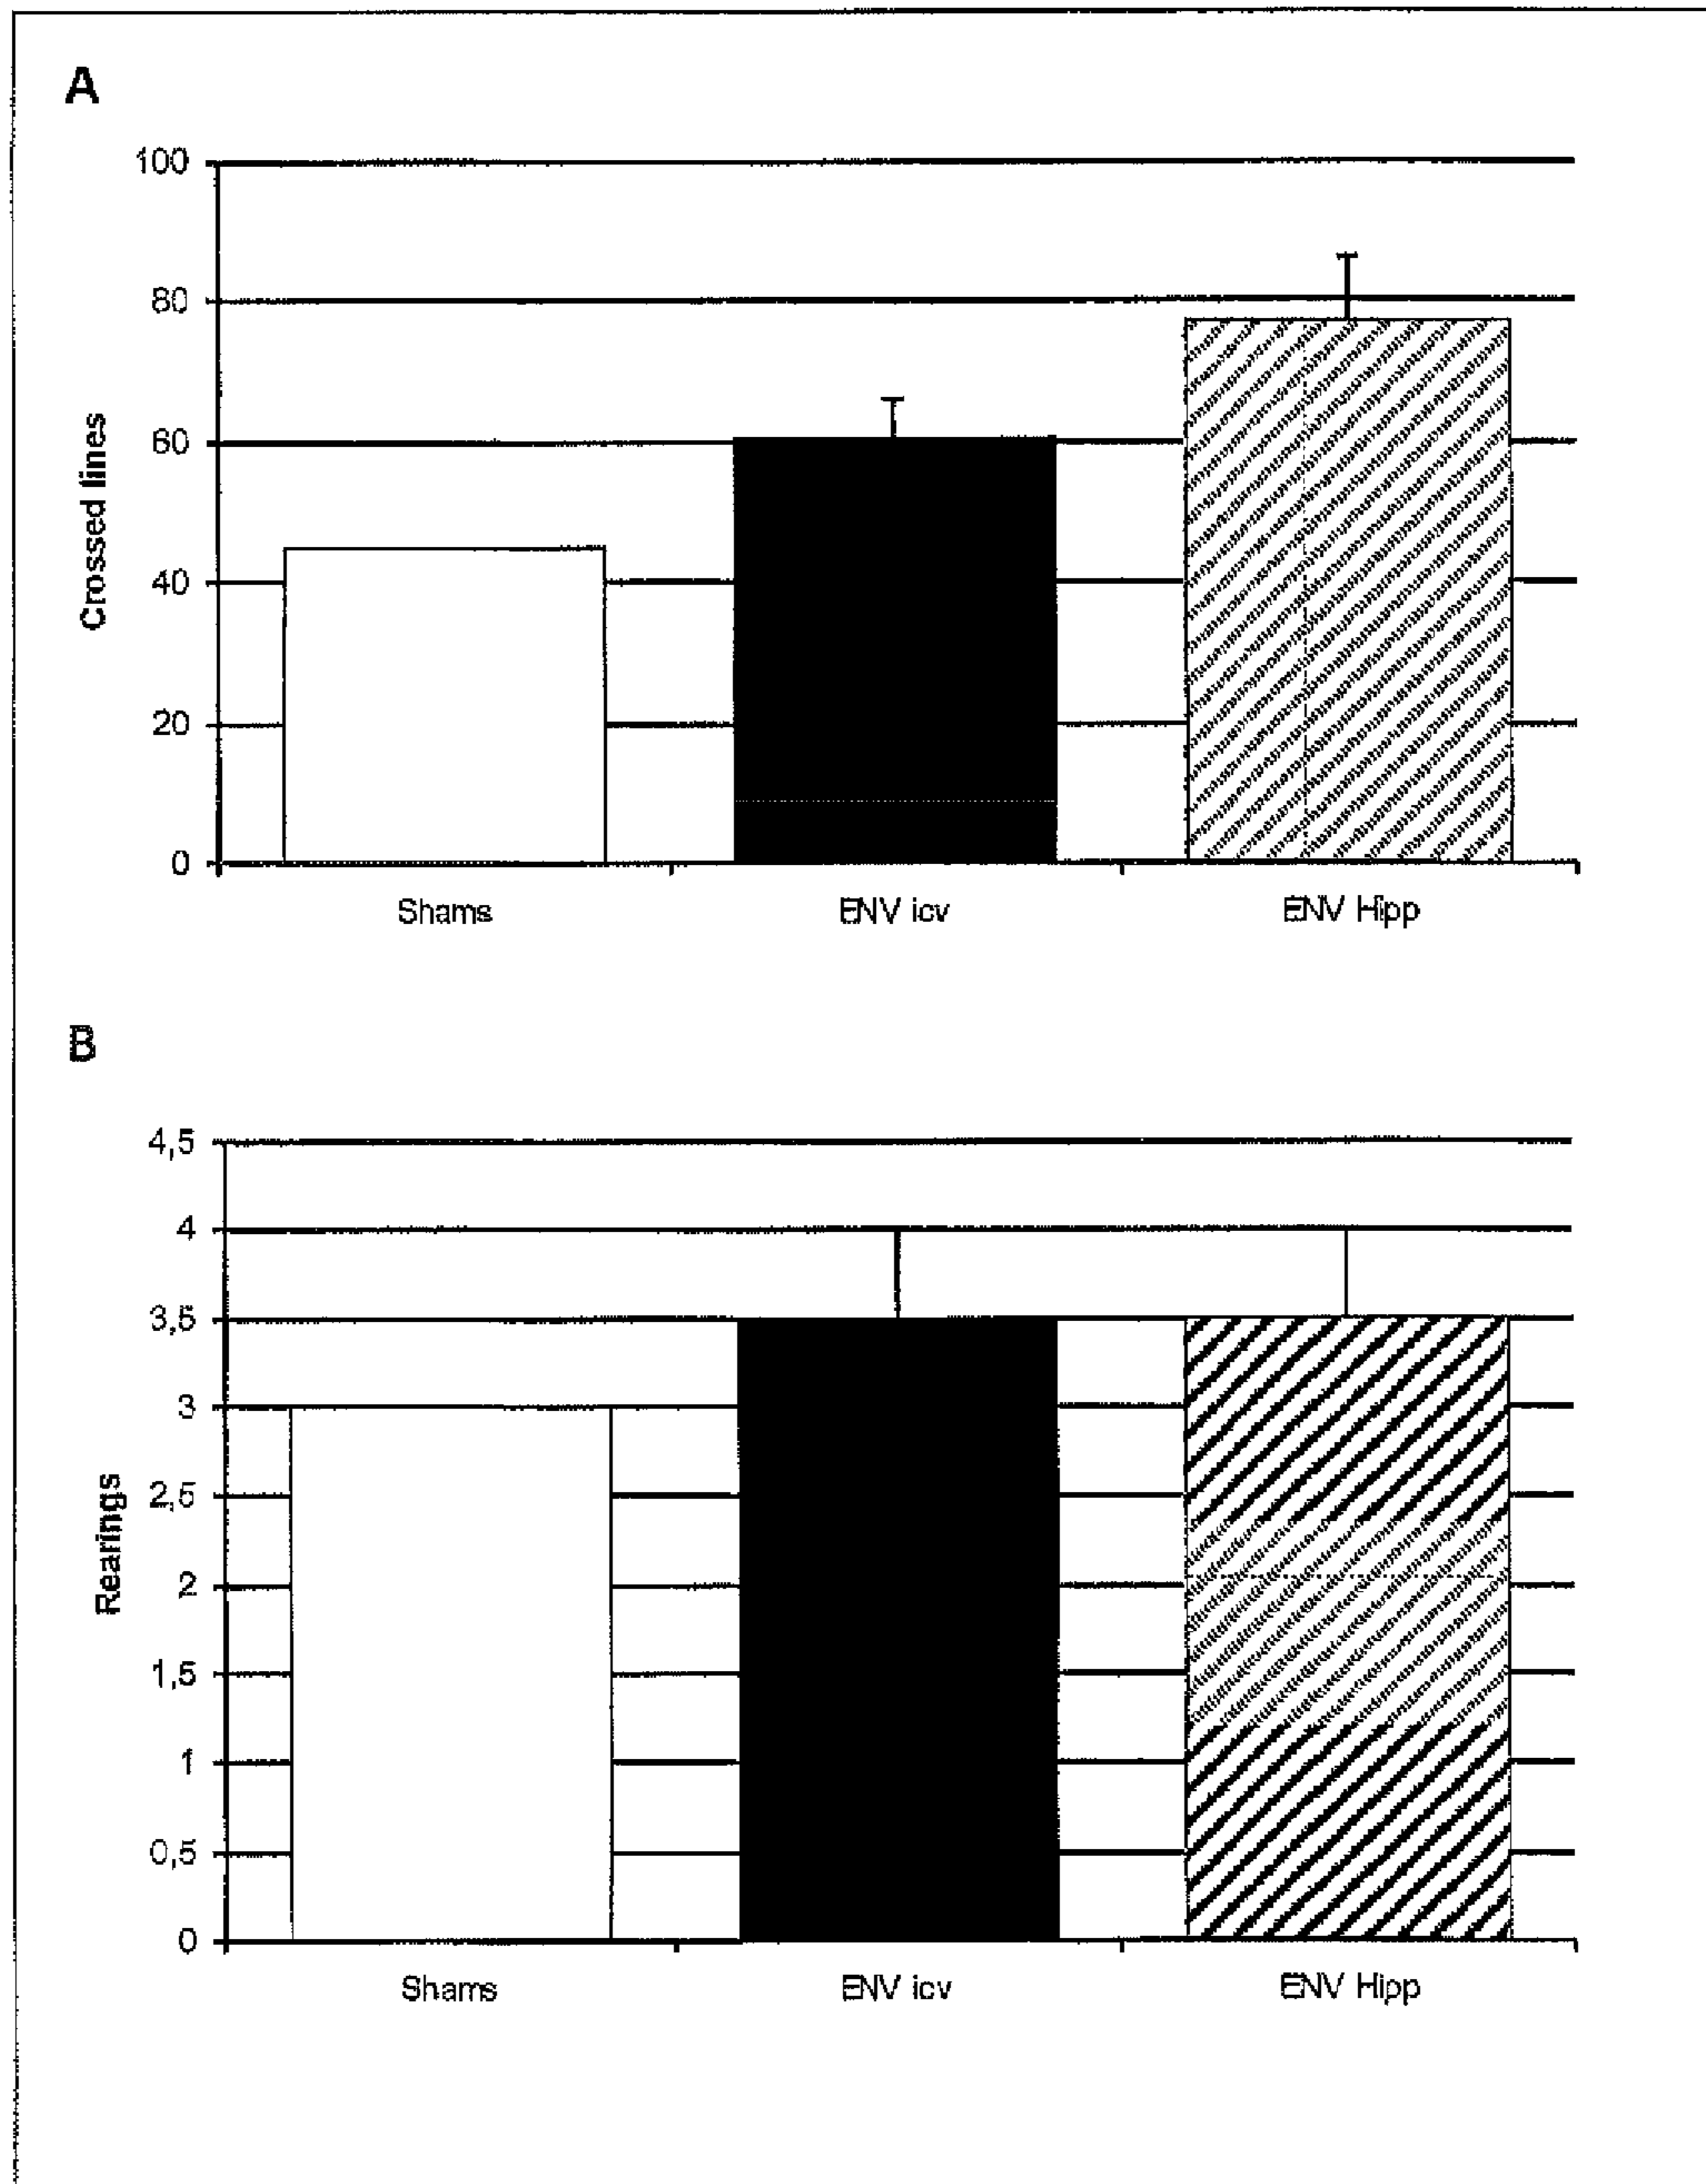 A
100
80
60
40
20
0
Crossed lines
Shams
ENV icv
ENV Hipp
B
4,5
4
3,5
3
2,5
2
1,5
1
0,5
0
Rearings
Shams
ENV icv
ENV Hipp